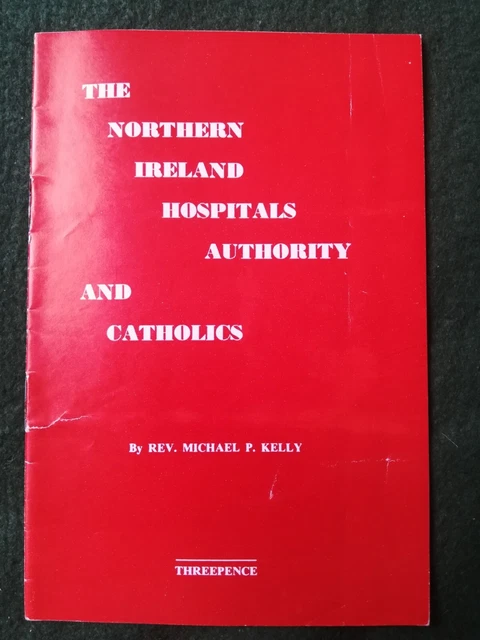 THE
NORTHERN
IRELAND
HOSPITALS
AUTHORITY
AND
CATHOLICS
By REV. MICHAEL P. KELLY
THREEPENCE